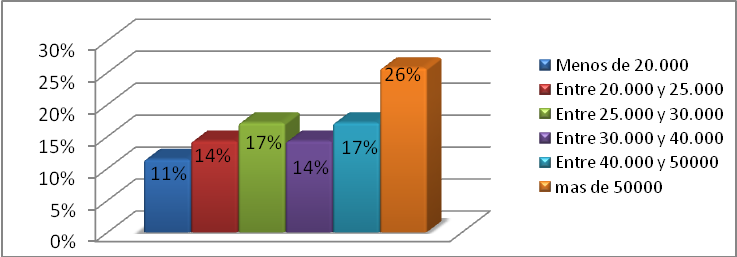 30%
25%
20%
15%
10%
5%
0%
11%
14%
17%
14%
17%
26%
Menos de 20.000
Entre 20.000 y 25.000
Entre 25.000 y 30.000
Entre 30.000 y 40.000
Entre 40.000 y 50000
mas de 50000